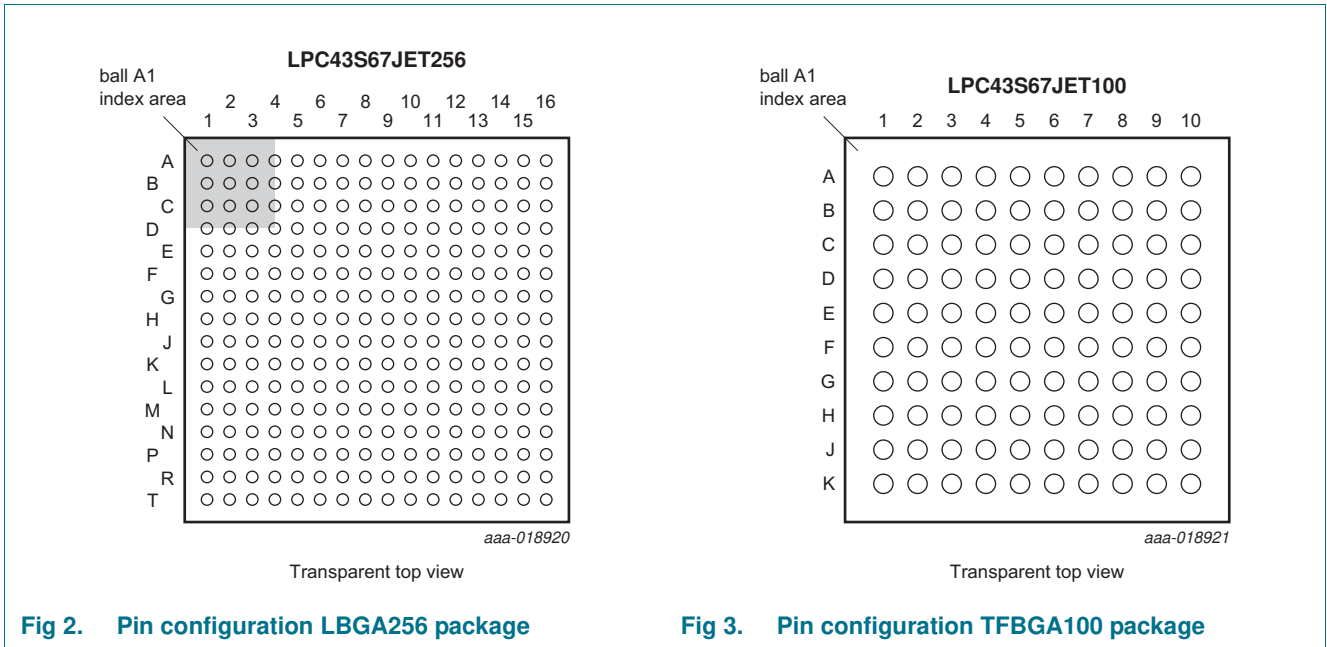 LPC43S67JET256
ball A1
index area
2 4 6 8 10 12 14 16
1 3 5 7 9 11 13 15
A
B
C
D
E
F
G
H
J
K
L
M
N
P
R
T
aaa-018920
Transparent top view
Fig 2. Pin configuration LBGA256 package
LPC43S67JET100
ball A1
index area
1 2 3 4 5 6 7 8 9 10
A
B
C
D
E
F
G
H
J
K
aaa-018921
Transparent top view
Fig 3. Pin configuration TFBGA100 package